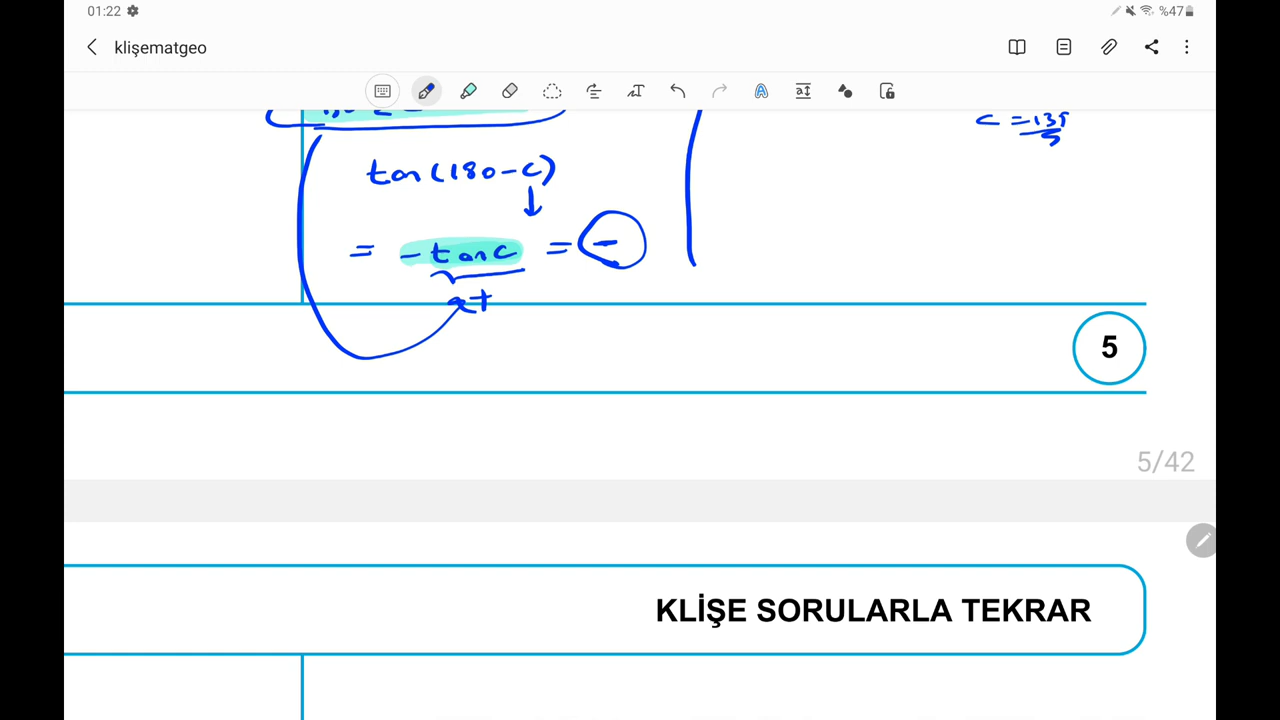 01:22
%47
klişematgeo
c = 135
tan(180-c)
= -tanc = -
+
5
5/42
KLİŞE SORULARLA TEKRAR